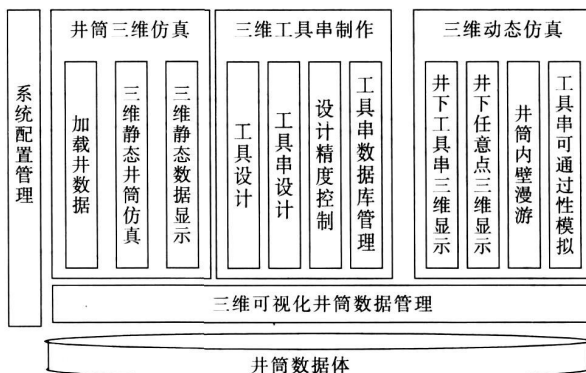 系统配置管理
井筒三维仿真
加载井数据
三维静态井筒仿真
三维静态数据显示
三维工具串制作
工具设计
工具串设计
设计精度控制
工具串数据库管理
三维动态仿真
井下工具串三维显示
井下任意点三维显示
井筒内壁漫游
工具串可通过性模拟
三维可视化井筒数据管理
井筒数据体